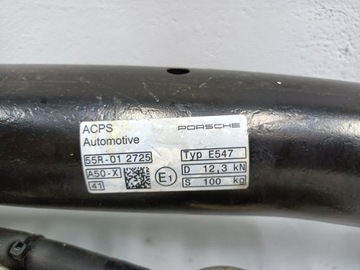 ACPS PORSCHE
Automotive
55R-01 2725 Typ E547
A50-X E1 D 12,3 kN
41 S 100 kg